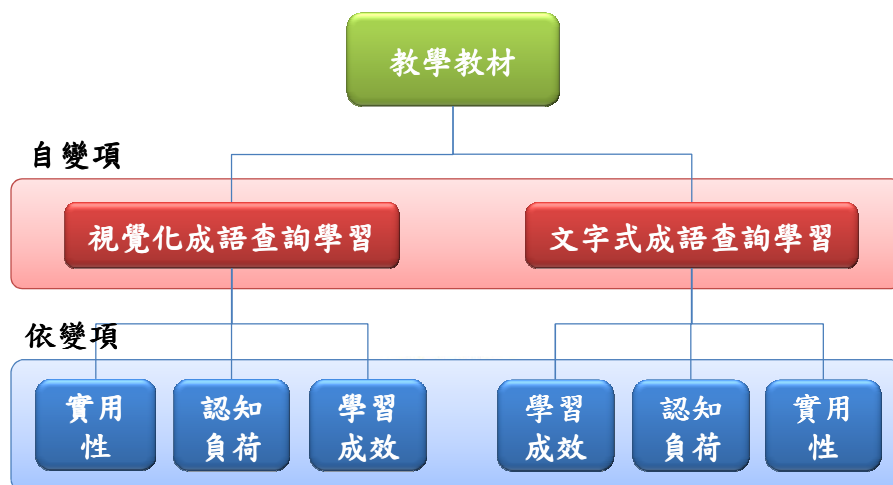 教學教材
自變項
視覺化成語查詢學習
文字式成語查詢學習
依變項
實用
性
認知
負荷
學習
成效
學習
成效
認知
負荷
實用
性